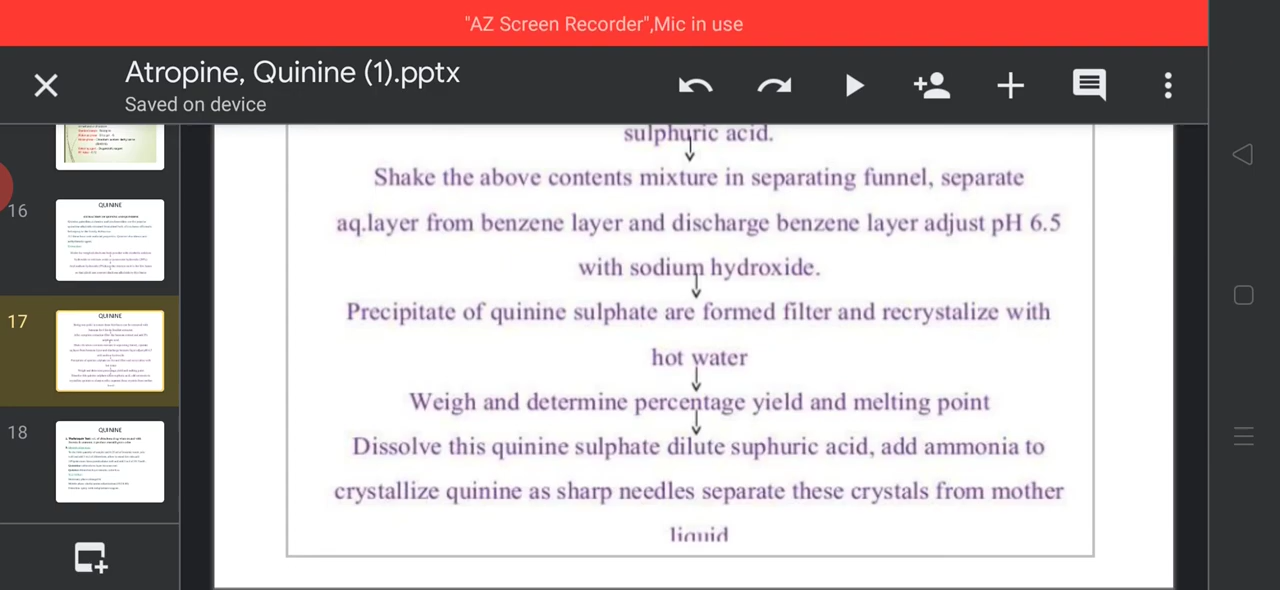 "AZ Screen Recorder",Mic in use
Atropine, Quinine (1).pptx
Saved on device
16
QUININE
17
QUININE
18
QUININE
sulphuric acid.
Shake the above contents mixture in separating funnel, separate
aq.layer from benzene layer and discharge benzene layer adjust pH 6.5
with sodium hydroxide.
Precipitate of quinine sulphate are formed filter and recrystalize with
hot water
Weigh and determine percentage yield and melting point
Dissolve this quinine sulphate dilute suphuric acid, add ammonia to
crystallize quinine as sharp needles separate these crystals from mother
liquid